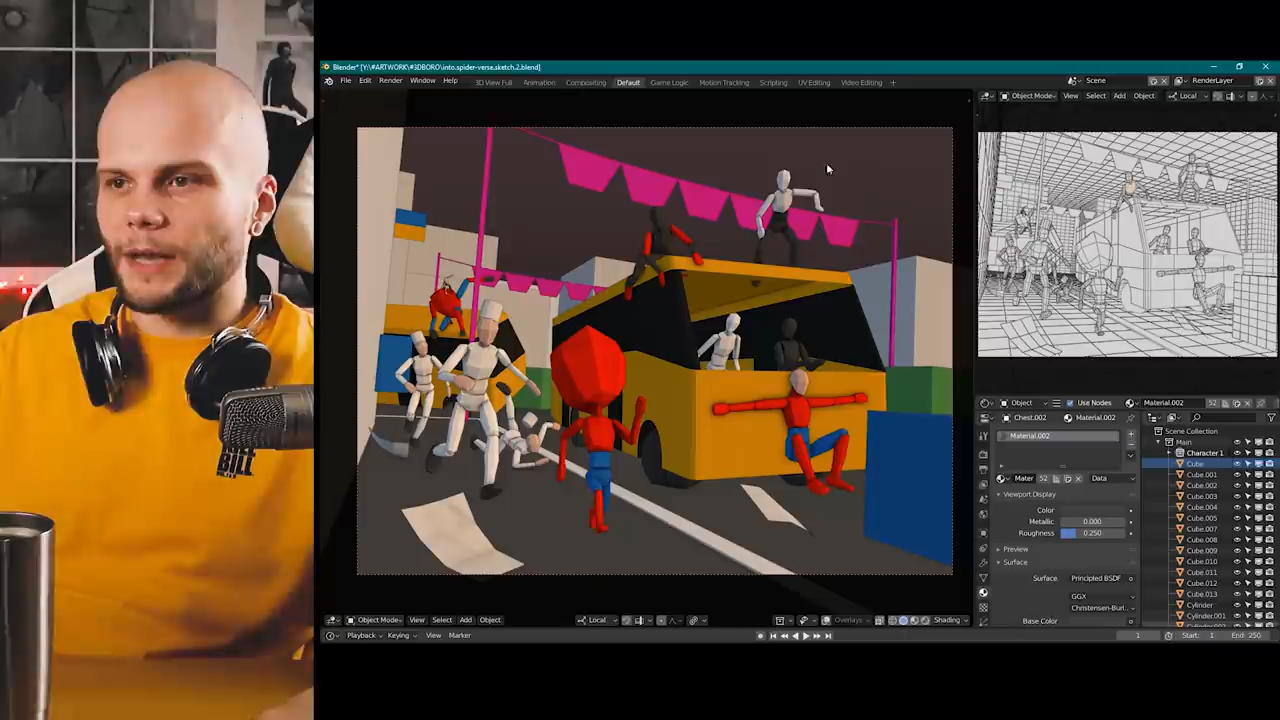 Blender* [Y:\#ARTWORK\#3DBORO\into.spider-verse.sketch.2.blend]
File Edit Render Window Help 3D View Full Animation Compositing Default Game Logic Motion Tracking Scripting UV Editing Video Editing + Scene RenderLayer
Object Mode View Select Add Object Local
Object Use Nodes Material.002 52
Chest.002 Material.002
Material.002
Mater 52 Data
Viewport Display
Color
Metallic 0.000
Roughness 0.250
Preview
Surface
Surface Principled BSDF
GGX
Christensen-Burl..
Base Color
Scene Collection
Main
Character1
Cube
Cube.001
Cube.002
Cube.003
Cube.004
Cube.005
Cube.007
Cube.008
Cube.009
Cube.010
Cube.011
Cube.012
Cube.013
Cylinder
Cylinder.001
BILL
Object Mode View Select Add Object Local Overlays Shading
Playback Keying View Marker 1 Start: 1 End: 250